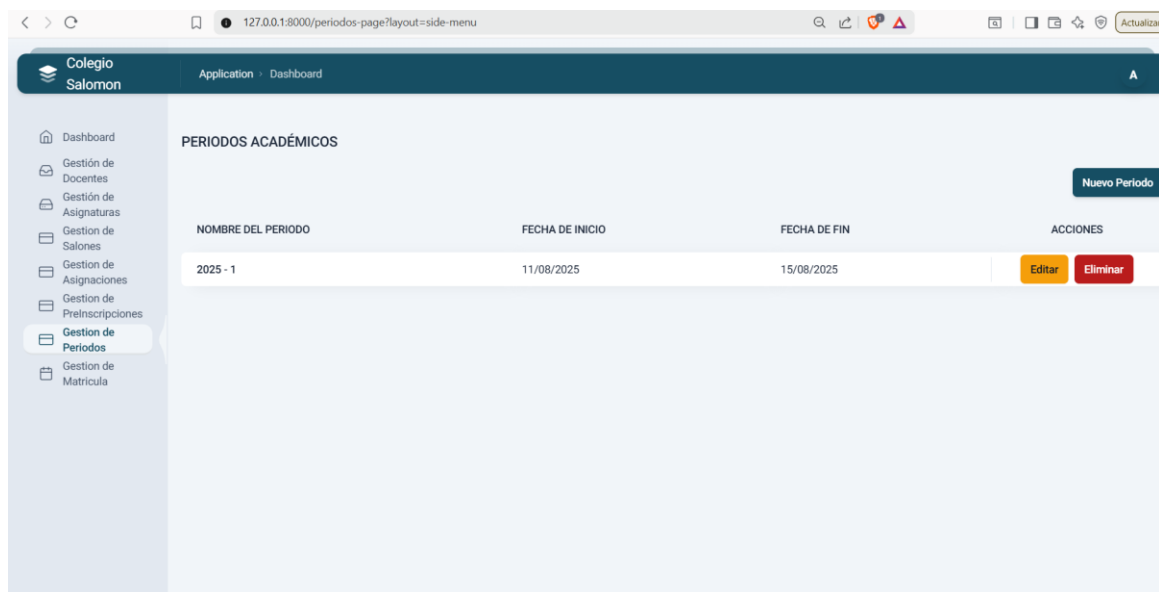 127.0.0.1:8000/periodos-page?layout=side-menu
Colegio
Salomon
Application > Dashboard
A
Dashboard
Gestión de
Docentes
Gestión de
Asignaturas
Gestion de
Salones
Gestion de
Asignaciones
Gestion de
PreInscripciones
Gestion de
Periodos
Gestion de
Matricula
PERIODOS ACADÉMICOS
Nuevo Periodo
NOMBRE DEL PERIODO FECHA DE INICIO FECHA DE FIN ACCIONES
2025 - 1 11/08/2025 15/08/2025 Editar Eliminar